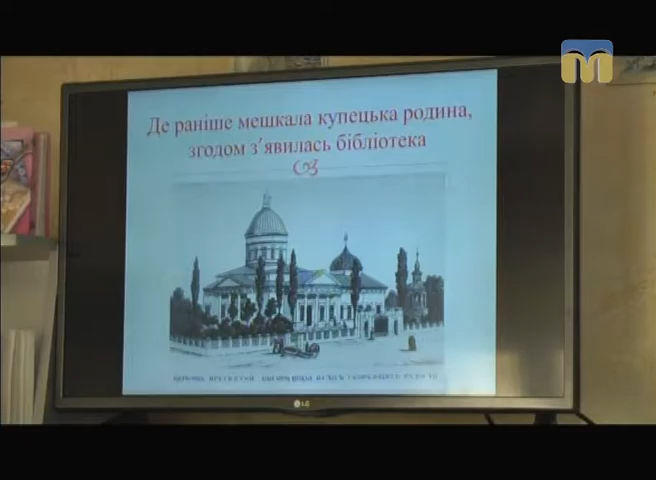 Де раніше мешкала купецька родина,
згодом з'явилась бібліотека
LG